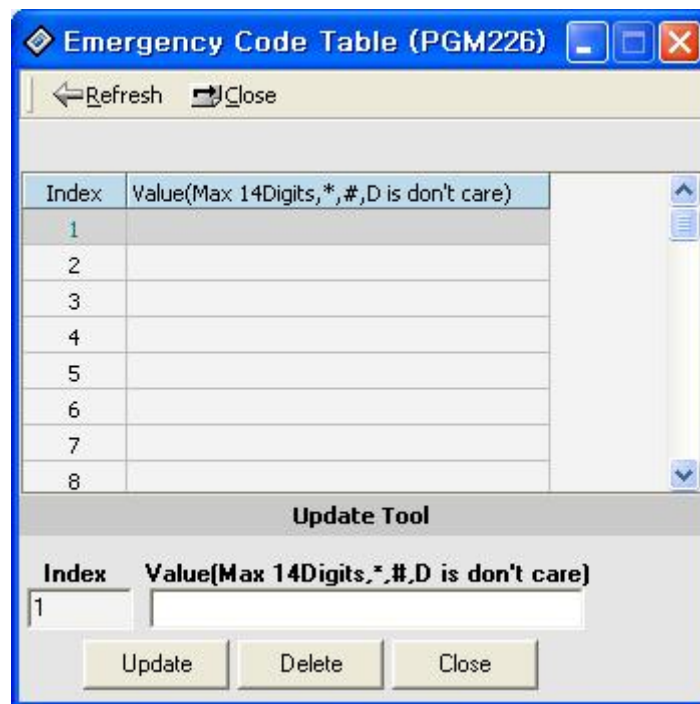 Emergency Code Table (PGM226)
Refresh Close
Index Value(Max 14Digits,*,#,D is don't care)
1
2
3
4
5
6
7
8
Update Tool
Index Value(Max 14Digits,*,#,D is don't care)
1
Update Delete Close